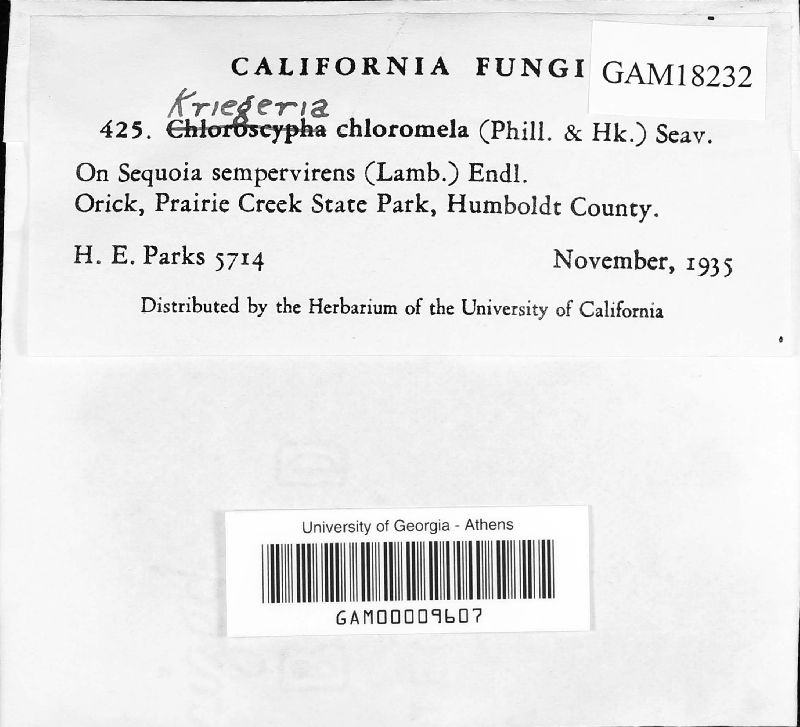 CALIFORNIA FUNGI
GAM18232
Kriegeria
425. Chloroscypha chloromela (Phill. & Hk.) Seav.
On Sequoia sempervirens (Lamb.) Endl.
Orick, Prairie Creek State Park, Humboldt County.
H. E. Parks 5714 November, 1935
Distributed by the Herbarium of the University of California
University of Georgia - Athens
GAM00009607